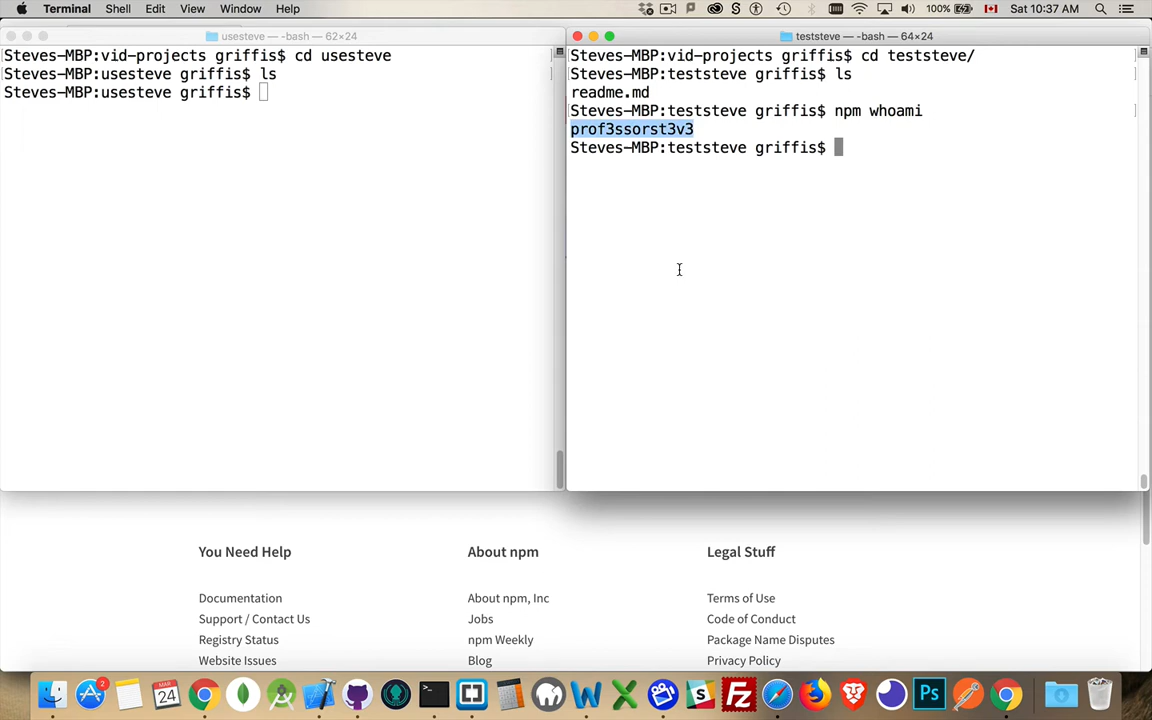 Terminal Shell Edit View Window Help 100% Sat 10:37 AM
usesteve — -bash — 62×24
Steves-MBP:vid-projects griffis$ cd usesteve
Steves-MBP:usesteve griffis$ ls
Steves-MBP:usesteve griffis$
teststeve — -bash — 64×24
Steves-MBP:vid-projects griffis$ cd teststeve/
Steves-MBP:teststeve griffis$ ls
readme.md
Steves-MBP:teststeve griffis$ npm whoami
prof3ssorst3v3
Steves-MBP:teststeve griffis$
You Need Help
Documentation
Support / Contact Us
Registry Status
Website Issues
About npm
About npm, Inc
Jobs
npm Weekly
Blog
Legal Stuff
Terms of Use
Code of Conduct
Package Name Disputes
Privacy Policy
2
MAR
24
Ps